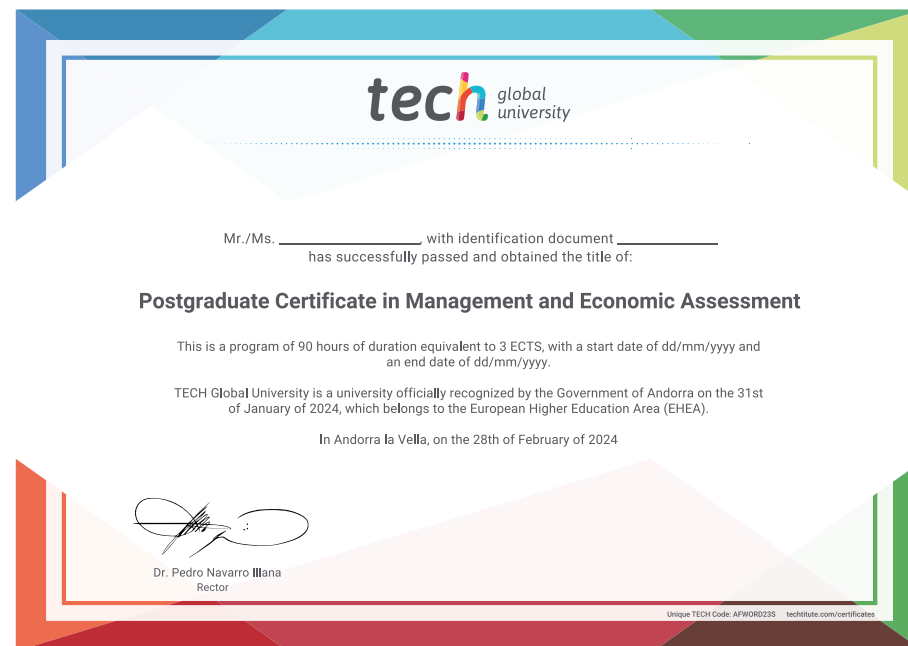 tech global
university
Mr./Ms. ________________, with identification document ____________
has successfully passed and obtained the title of:
Postgraduate Certificate in Management and Economic Assessment
This is a program of 90 hours of duration equivalent to 3 ECTS, with a start date of dd/mm/yyyy and
an end date of dd/mm/yyyy.
TECH Global University is a university officially recognized by the Government of Andorra on the 31st
of January of 2024, which belongs to the European Higher Education Area (EHEA).
In Andorra la Vella, on the 28th of February of 2024
Dr. Pedro Navarro Illana
Rector
Unique TECH Code: AFWORD23S techtitute.com/certificates